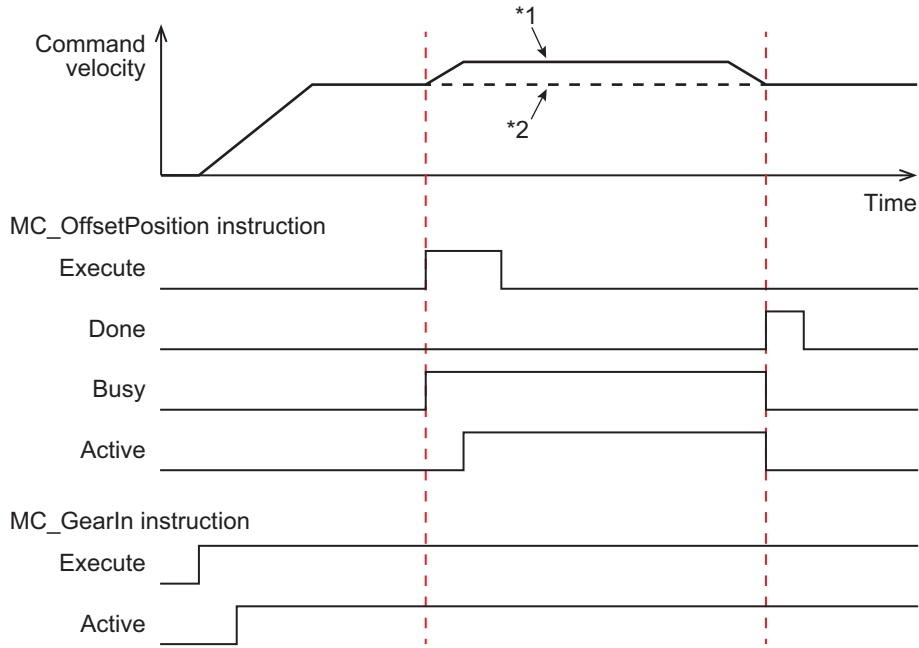 *1
Command
velocity
*2
Time
MC_OffsetPosition instruction
Execute
Done
Busy
Active
MC_GearIn instruction
Execute
Active